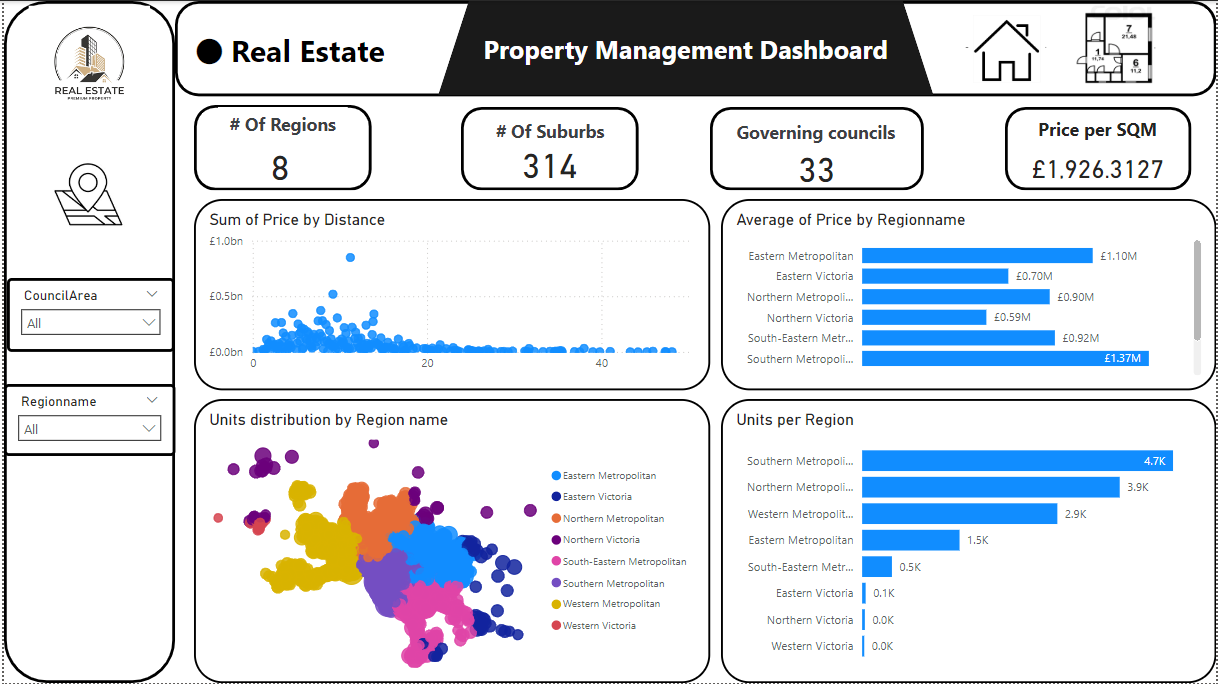 REAL ESTATE
PREMIUM PROPERTY
Real Estate
Property Management Dashboard
7
21,46
1
11,74
6
11,2
# Of Regions
8
# Of Suburbs
314
Governing councils
33
Price per SQM
£1,926.3127
CouncilArea
All
Regionname
All
Sum of Price by Distance
£1.0bn
£0.5bn
£0.0bn
0
20
40
Average of Price by Regionname
Eastern Metropolitan £1.10M
Eastern Victoria £0.70M
Northern Metropoli... £0.90M
Northern Victoria £0.59M
South-Eastern Metr... £0.92M
Southern Metropoli... £1.37M
Units distribution by Region name
Eastern Metropolitan
Eastern Victoria
Northern Metropolitan
Northern Victoria
South-Eastern Metropolitan
Southern Metropolitan
Western Metropolitan
Western Victoria
Units per Region
Southern Metropoli... 4.7K
Northern Metropoli... 3.9K
Western Metropolit... 2.9K
Eastern Metropolitan 1.5K
South-Eastern Metr... 0.5K
Eastern Victoria 0.1K
Northern Victoria 0.0K
Western Victoria 0.0K